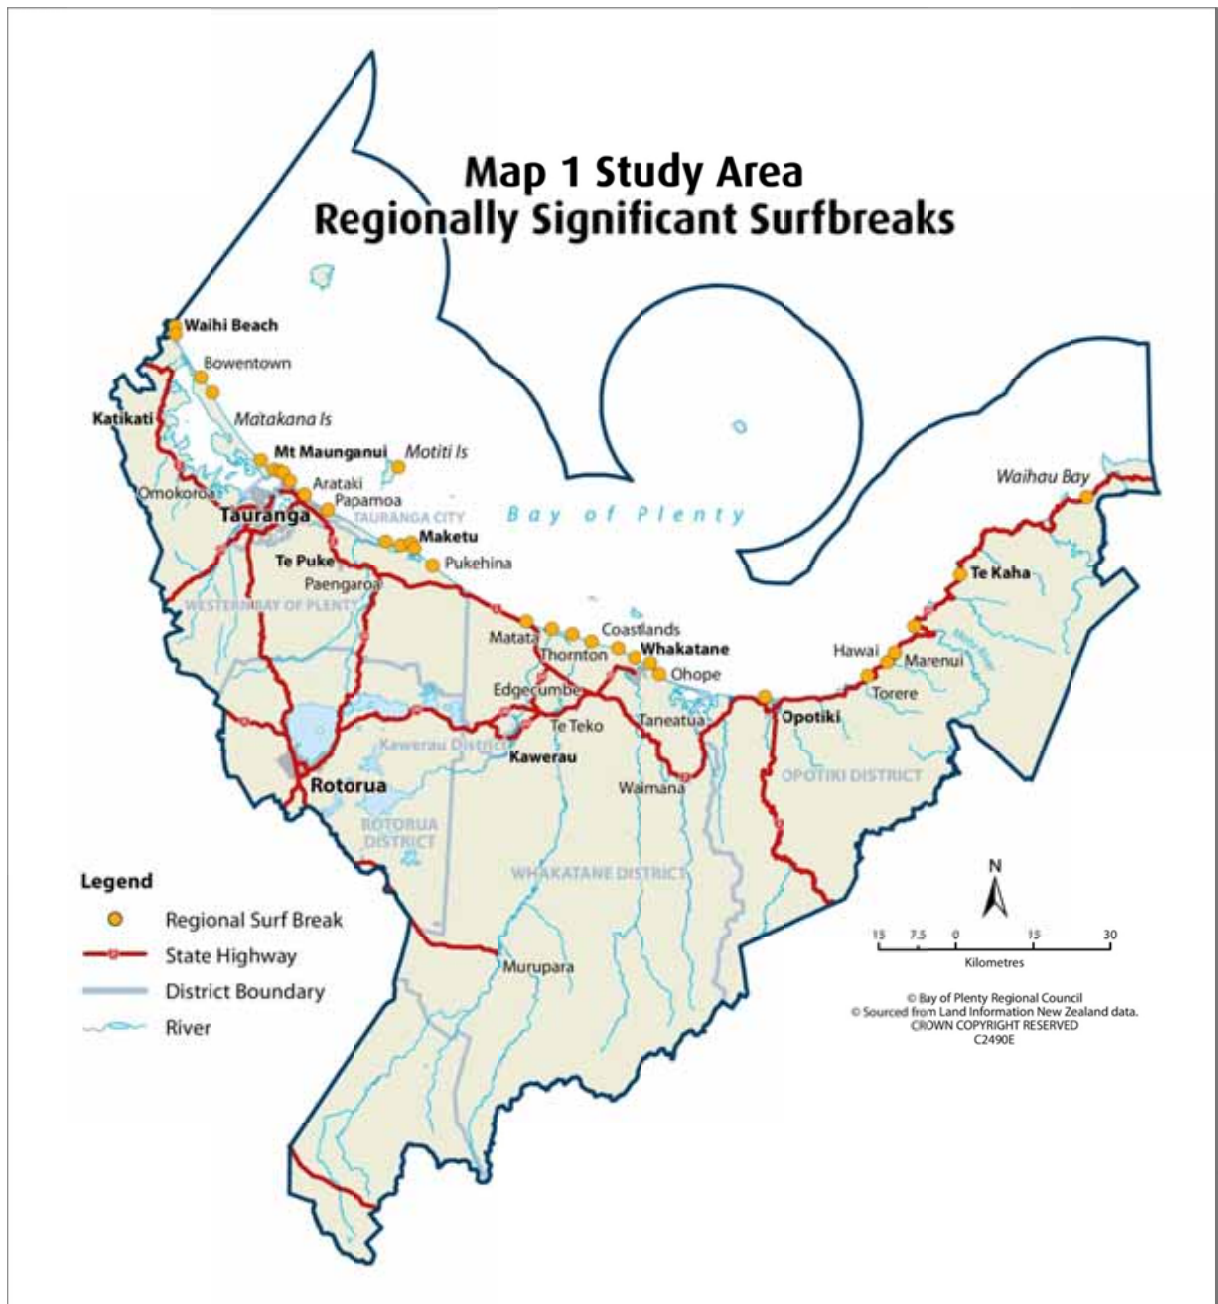 Map 1 Study Area
Regionally Significant Surfbreaks
Waihi Beach
Bowentown
Katikati
Matakana Is
Mt Maunganui
Motiti Is
Omokoroa
Arataki
Papamoa
Tauranga
TAURANGA CITY
Bay of Plenty
Waihau Bay
Maketu
Te Puke
Pukehina
Paengaroa
Te Kaha
WESTERN BAY OF PLENTY
Matata
Coastlands
Thornton
Whakatane
Hawai
Marenui
Ohope
Torere
Edgecumbe
Te Teko
Taneatua
Opotiki
Kawerau District
Kawerau
Rotorua
Waimana
OPOTIKI DISTRICT
ROTORUA
DISTRICT
WHAKATANE DISTRICT
Murupara
Legend
Regional Surf Break
State Highway
District Boundary
River
N
15 7.5 0 15 30
Kilometres
© Bay of Plenty Regional Council
© Sourced from Land Information New Zealand data.
CROWN COPYRIGHT RESERVED
C2490E